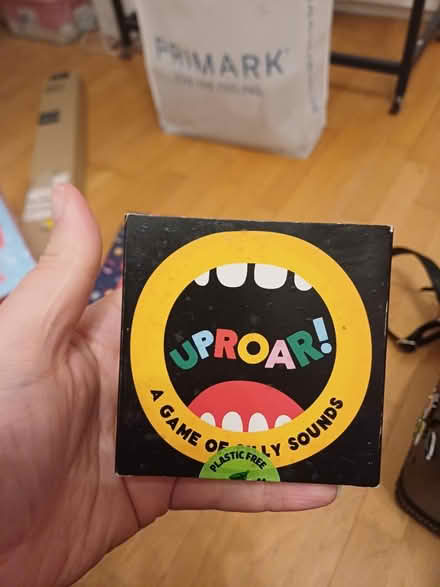 PRIMARK
UPROAR!
A GAME OF SILLY SOUNDS
PLASTIC FREE